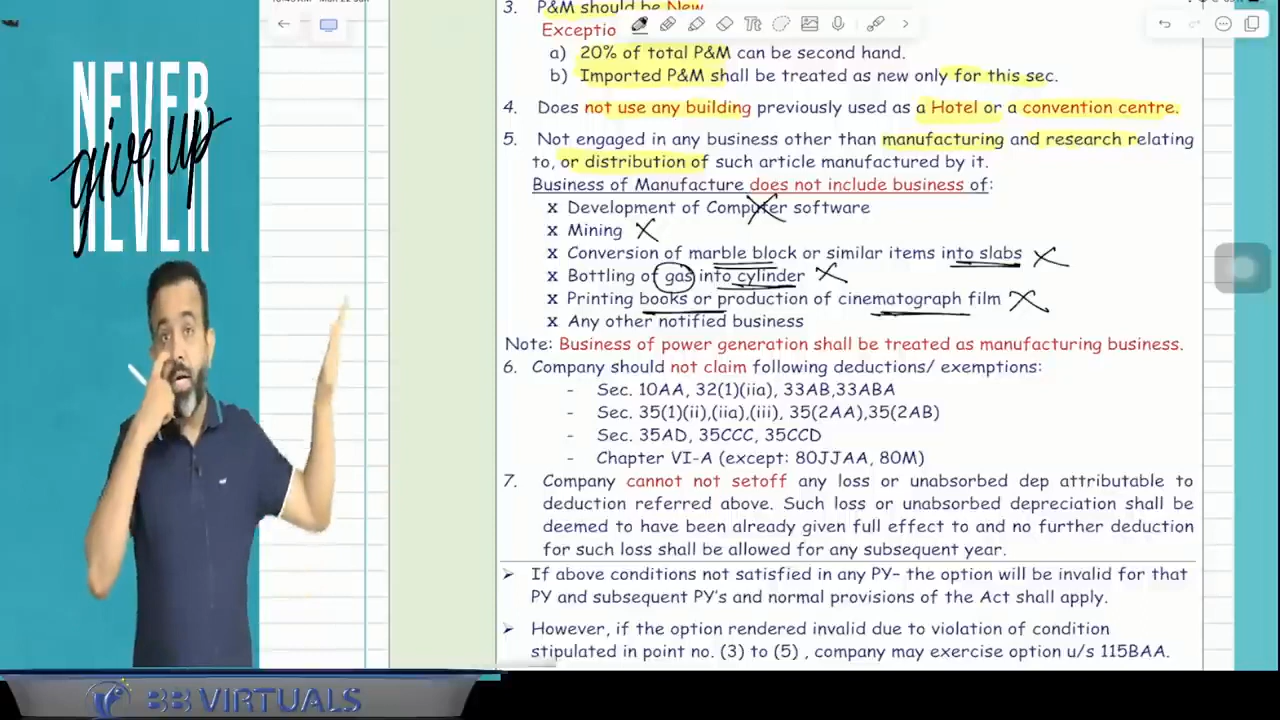 NEVER
give up
NEVER
3. P&M should be New
Exceptio
a) 20% of total P&M can be second hand.
b) Imported P&M shall be treated as new only for this sec.
4. Does not use any building previously used as a Hotel or a convention centre.
5. Not engaged in any business other than manufacturing and research relating
to, or distribution of such article manufactured by it.
Business of Manufacture does not include business of:
x Development of Computer software
x Mining
x Conversion of marble block or similar items into slabs
x Bottling of gas into cylinder
x Printing books or production of cinematograph film
x Any other notified business
Note: Business of power generation shall be treated as manufacturing business.
6. Company should not claim following deductions/ exemptions:
- Sec. 10AA, 32(1)(iia), 33AB,33ABA
- Sec. 35(1)(ii),(iia),(iii), 35(2AA),35(2AB)
- Sec. 35AD, 35CCC, 35CCD
- Chapter VI-A (except: 80JJAA, 80M)
7. Company cannot not setoff any loss or unabsorbed dep attributable to
deduction referred above. Such loss or unabsorbed depreciation shall be
deemed to have been already given full effect to and no further deduction
for such loss shall be allowed for any subsequent year.
➢ If above conditions not satisfied in any PY– the option will be invalid for that
PY and subsequent PY's and normal provisions of the Act shall apply.
➢ However, if the option rendered invalid due to violation of condition
stipulated in point no. (3) to (5) , company may exercise option u/s 115BAA.
BB VIRTUALS